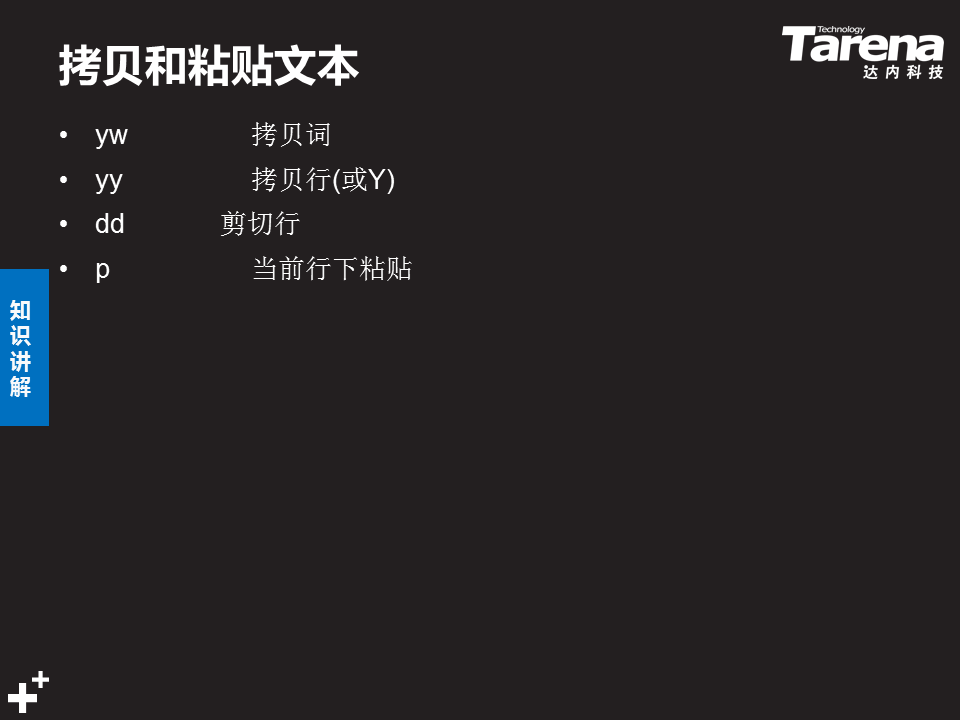 拷贝和粘贴文本
Technology
Tarena
达内科技
• yw 拷贝词
• yy 拷贝行(或Y)
• dd 剪切行
• p 当前行下粘贴
知识讲解